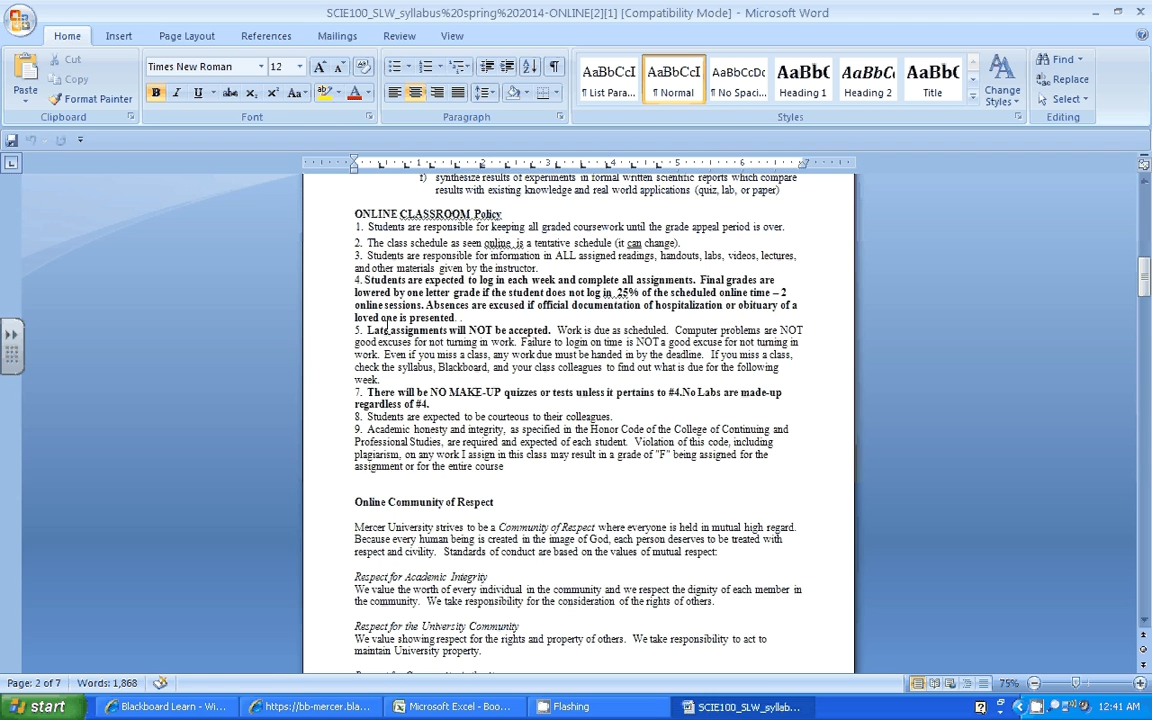 SCIE100_SLW_syllabus%20spring%202014-ONLINE[2][1] [Compatibility Mode] - Microsoft Word
Home Insert Page Layout References Mailings Review View
Paste
Cut
Copy
Format Painter
Clipboard
Times New Roman 12
Font
Paragraph
AaBbCcI AaBbCcI AaBbCcDc AaBbC AaBbCc AaBbC
¶ List Para... ¶ Normal ¶ No Spaci... Heading 1 Heading 2 Title
Change Styles
Styles
Find
Replace
Select
Editing
1 2 3 4 5 6 7
f) synthesize results of experiments in formal written scientific reports which compare
results with existing knowledge and real world applications (quiz, lab, or paper)
ONLINE CLASSROOM Policy
1. Students are responsible for keeping all graded coursework until the grade appeal period is over.
2. The class schedule as seen online is a tentative schedule (it can change).
3. Students are responsible for information in ALL assigned readings, handouts, labs, videos, lectures,
and other materials given by the instructor.
4. Students are expected to log in each week and complete all assignments. Final grades are
lowered by one letter grade if the student does not log in 25% of the scheduled online time – 2
online sessions. Absences are excused if official documentation of hospitalization or obituary of a
loved one is presented. .
5. Late assignments will NOT be accepted. Work is due as scheduled. Computer problems are NOT
good excuses for not turning in work. Failure to login on time is NOT a good excuse for not turning in
work. Even if you miss a class, any work due must be handed in by the deadline. If you miss a class,
check the syllabus, Blackboard, and your class colleagues to find out what is due for the following
week.
7. There will be NO MAKE-UP quizzes or tests unless it pertains to #4.No Labs are made-up
regardless of #4.
8. Students are expected to be courteous to their colleagues.
9. Academic honesty and integrity, as specified in the Honor Code of the College of Continuing and
Professional Studies, are required and expected of each student. Violation of this code, including
plagiarism, on any work I assign in this class may result in a grade of "F" being assigned for the
assignment or for the entire course
Online Community of Respect
Mercer University strives to be a Community of Respect where everyone is held in mutual high regard.
Because every human being is created in the image of God, each person deserves to be treated with
respect and civility. Standards of conduct are based on the values of mutual respect:
Respect for Academic Integrity
We value the worth of every individual in the community and we respect the dignity of each member in
the community. We take responsibility for the consideration of the rights of others.
Respect for the University Community
We value showing respect for the rights and property of others. We take responsibility to act to
maintain University property.
Page: 2 of 7 Words: 1,868 75%
start Blackboard Learn - Wi... https://bb-mercer.bla... Microsoft Excel - Boo... Flashing SCIE100_SLW_syllab... 12:41 AM